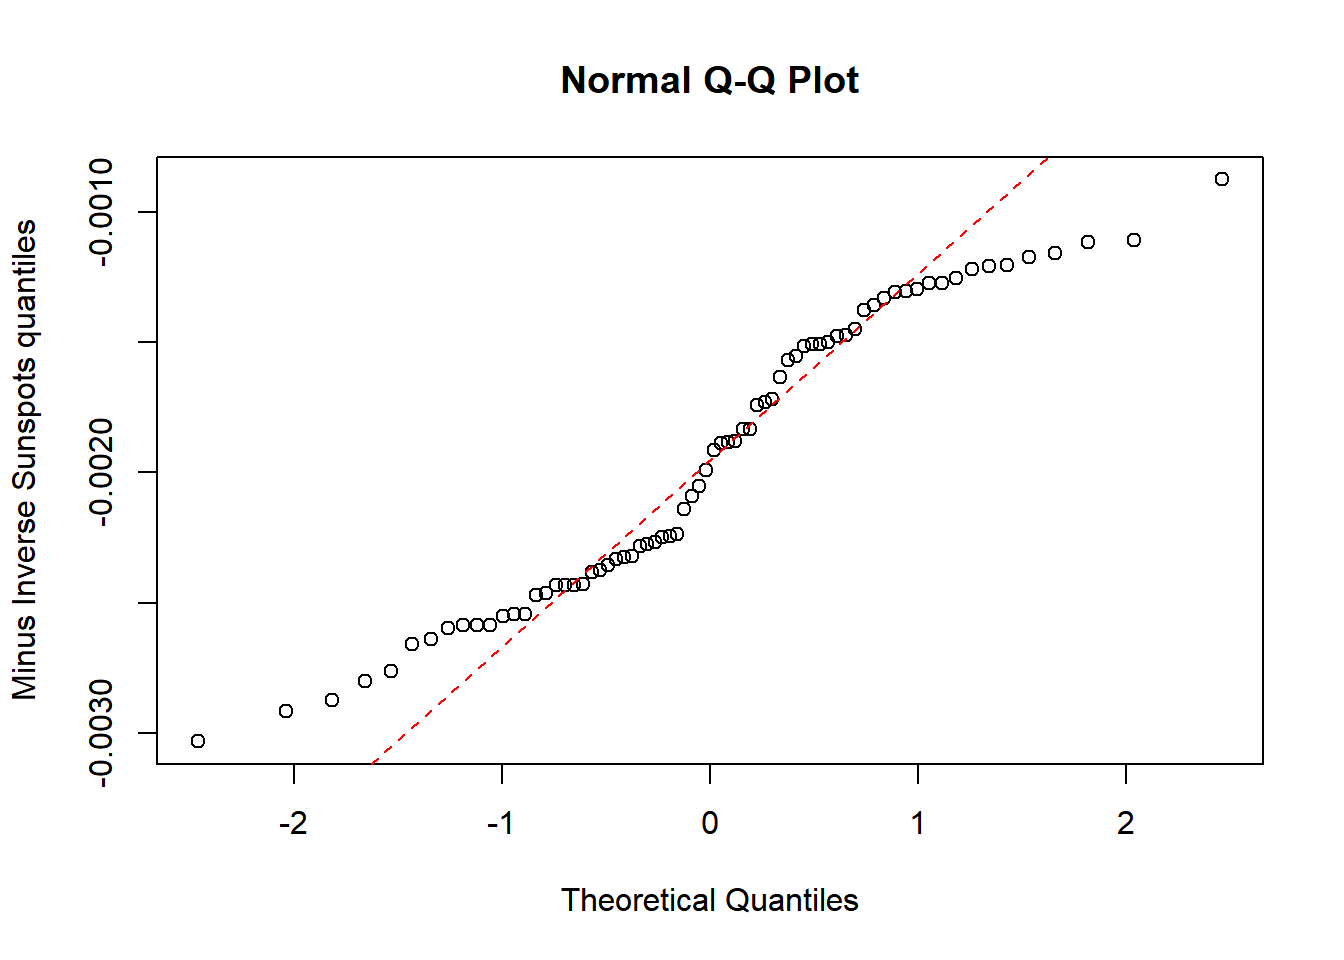 Normal Q-Q Plot
Minus Inverse Sunspots quantiles
-0.0010
-0.0020
-0.0030
-2
-1
0
1
2
Theoretical Quantiles